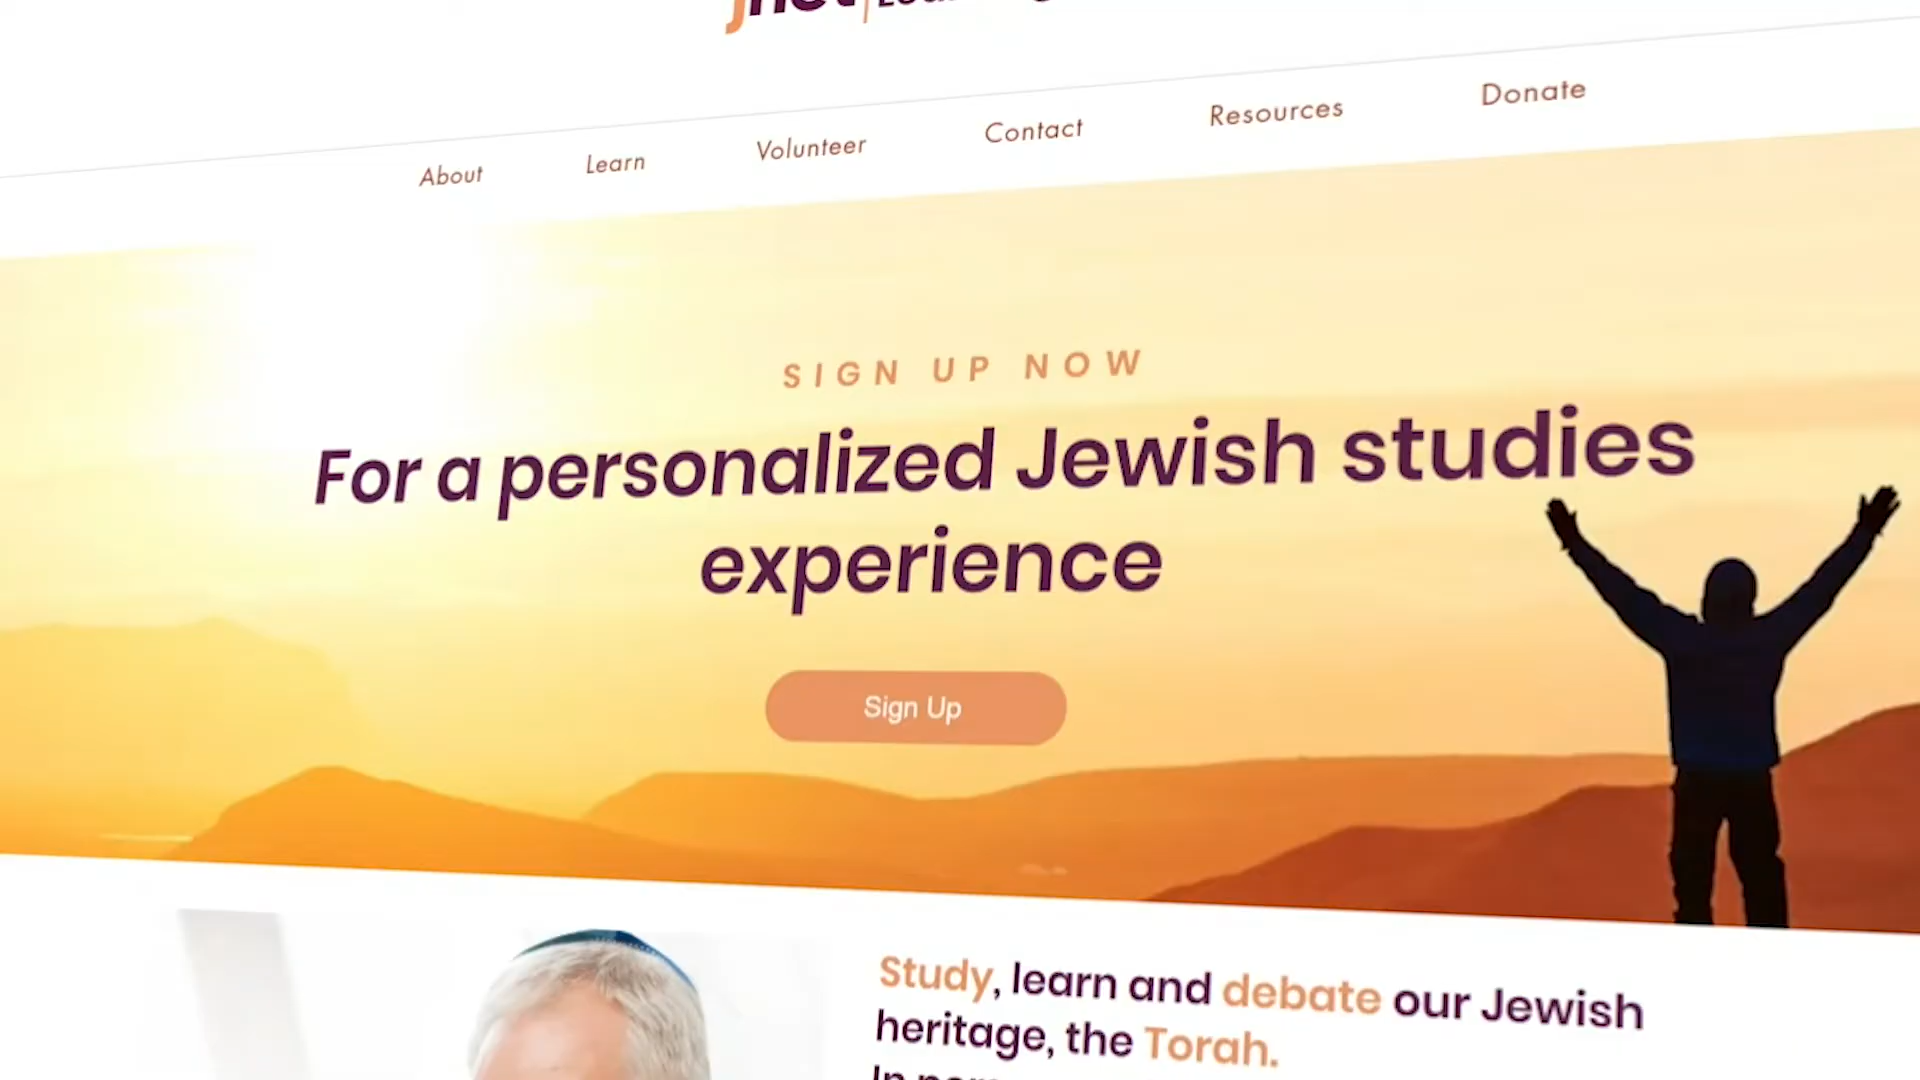 About Learn Volunteer Contact Resources Donate
SIGN UP NOW
For a personalized Jewish studies
experience
Sign Up
Study, learn and debate our Jewish
heritage, the Torah.
In